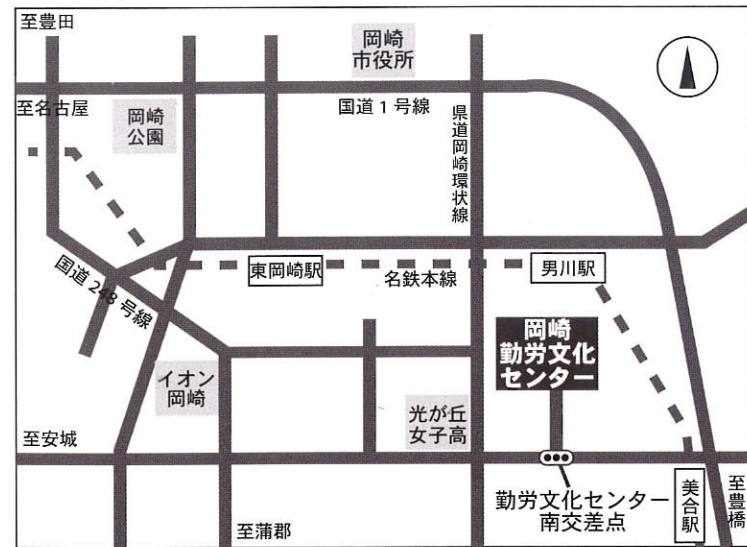 至豊田
岡崎
市役所
至名古屋
岡崎
公園
国道1号線
県道岡崎環状線
国道248号線
東岡崎駅
名鉄本線
男川駅
岡崎
勤労文化
センター
イオン
岡崎
光が丘
女子高
至安城
至蒲郡
勤労文化センター
南交差点
美合駅
至豊橋